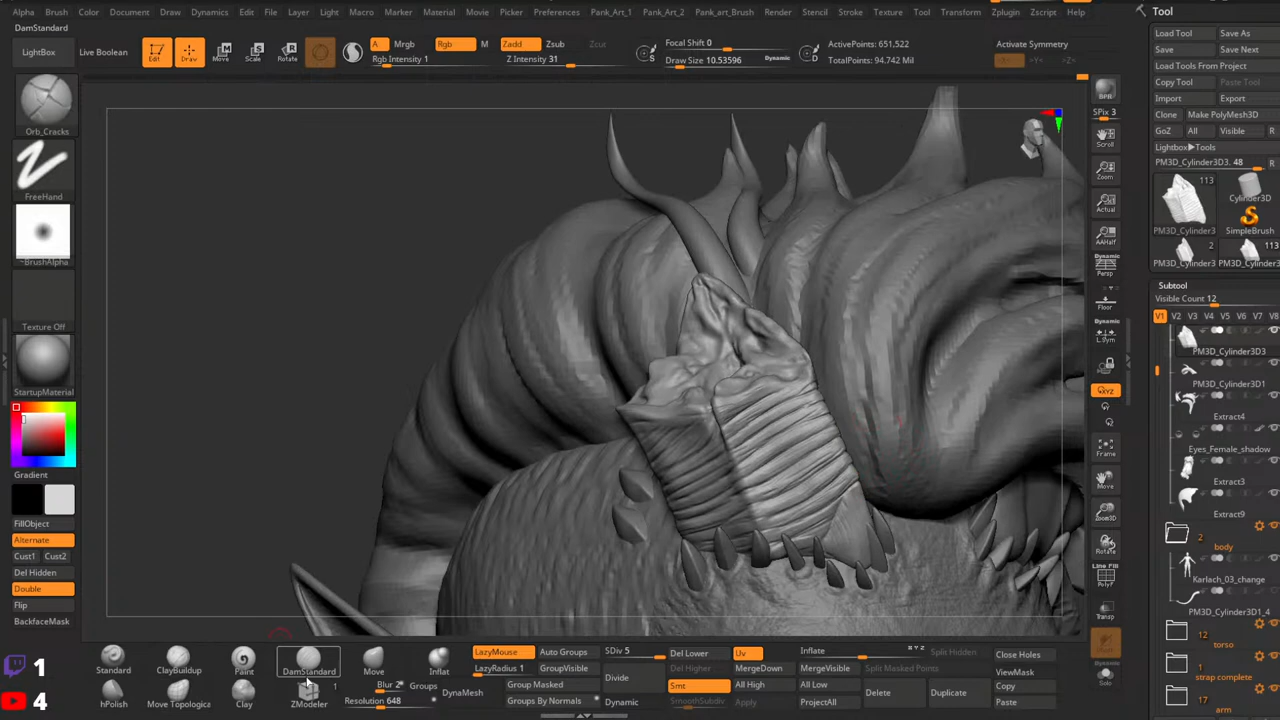 Alpha Brush Color Document Draw Dynamics Edit File Layer Light Macro Marker Material Movie Picker Preferences Pank_Art_1 Pank_Art_2 Pank_art_Brush Render Stencil Stroke Texture Tool Transform Zplugin Zscript Help
Tool
DamStandard
Load Tool Save As
LightBox Live Boolean Edit Draw Move Scale Rotate A Mrgb Rgb M Zadd Zsub Zcut Focal Shift 0 ActivePoints: 651,522 Activate Symmetry
Rgb Intensity 1 Z Intensity 31 S Draw Size 10.53596 Dynamic D TotalPoints: 94.742 Mil >X< >Y< >Z<
Save Save Next
Load Tools From Project
Copy Tool Paste Tool
Import Export
Clone Make PolyMesh3D
GoZ All Visible R
Lightbox▶Tools
PM3D_Cylinder3D3. 48 R
113
Cylinder3D
PM3D_Cylinder3 SimpleBrush
2 113
PM3D_Cylinder3 PM3D_Cylinder3
Subtool
Visible Count 12
V1 V2 V3 V4 V5 V6 V7 V8
PM3D_Cylinder3D3
PM3D_Cylinder3D1
Extract4
Eyes_Female_shadow
Extract3
Extract9
2
body
Karlach_03_change
PM3D_Cylinder3D1_4
12
torso
1
strap complete
17
arm
BPR
SPix 3
Scroll
Zoom
Actual
AAHalf
Dynamic
Persp
Floor
Dynamic
L.Sym
Qxyz
Frame
Move
Zoom3D
Rotate
Line Fill
PolyF
Transp
Dynamic
Solo
Orb_Cracks
FreeHand
~BrushAlpha
Texture Off
StartupMaterial
Gradient
FillObject
Alternate
Cust1 Cust2
Del Hidden
Double
Flip
BackfaceMask
1
4
Standard ClayBuildup Paint DamStandard Move Inflat
hPolish Move Topologica Clay ZModeler
1
LazyMouse Auto Groups SDiv 5 Del Lower Uv Inflate X Y Z Split Hidden Close Holes
LazyRadius 1 GroupVisible Del Higher MergeDown MergeVisible Split Masked Points ViewMask
Blur 2 Groups Group Masked Divide Smt All High All Low Delete Duplicate Copy
DynaMesh
Resolution 648 Groups By Normals Dynamic SmoothSubdiv Apply ProjectAll Paste